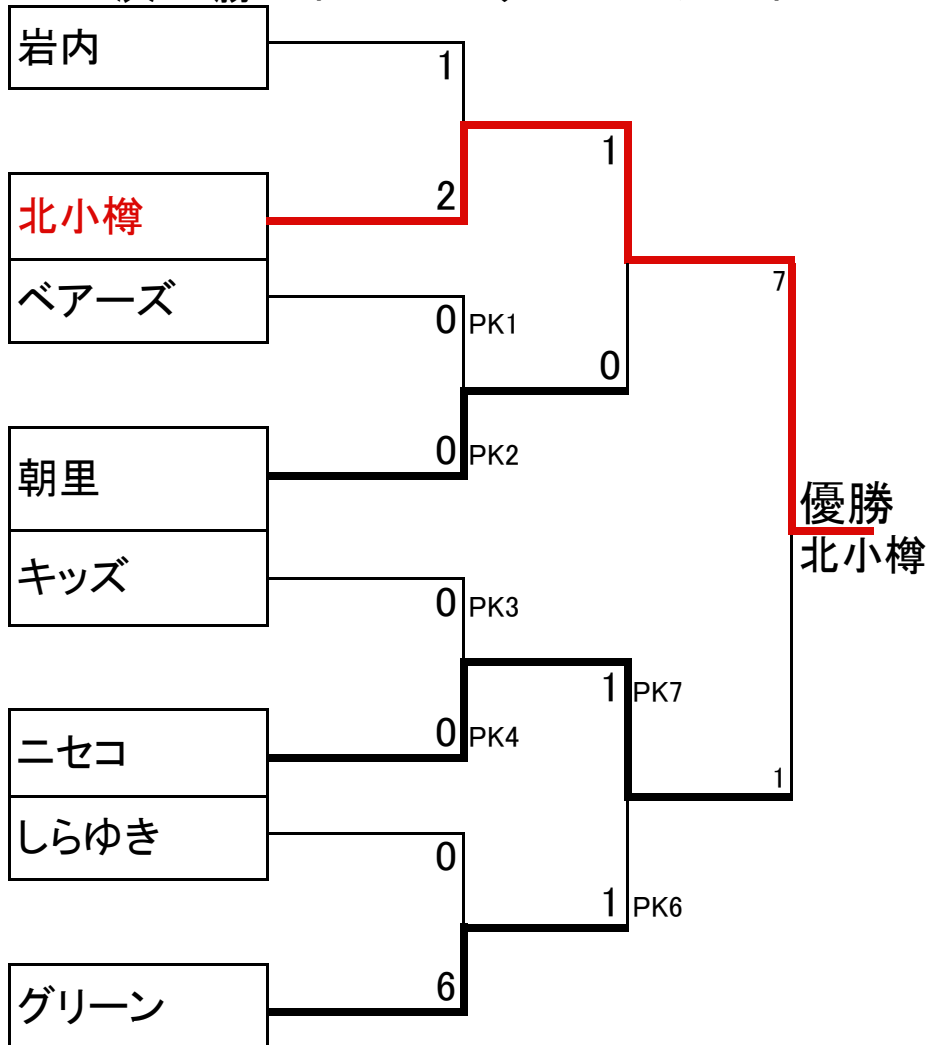 岩内
1
1
2
北小樽
7
ベアーズ
0 PK1
0
0 PK2
朝里
優勝
北小樽
キッズ
0 PK3
1 PK7
0 PK4
ニセコ
1
しらゆき
0
1 PK6
6
グリーン